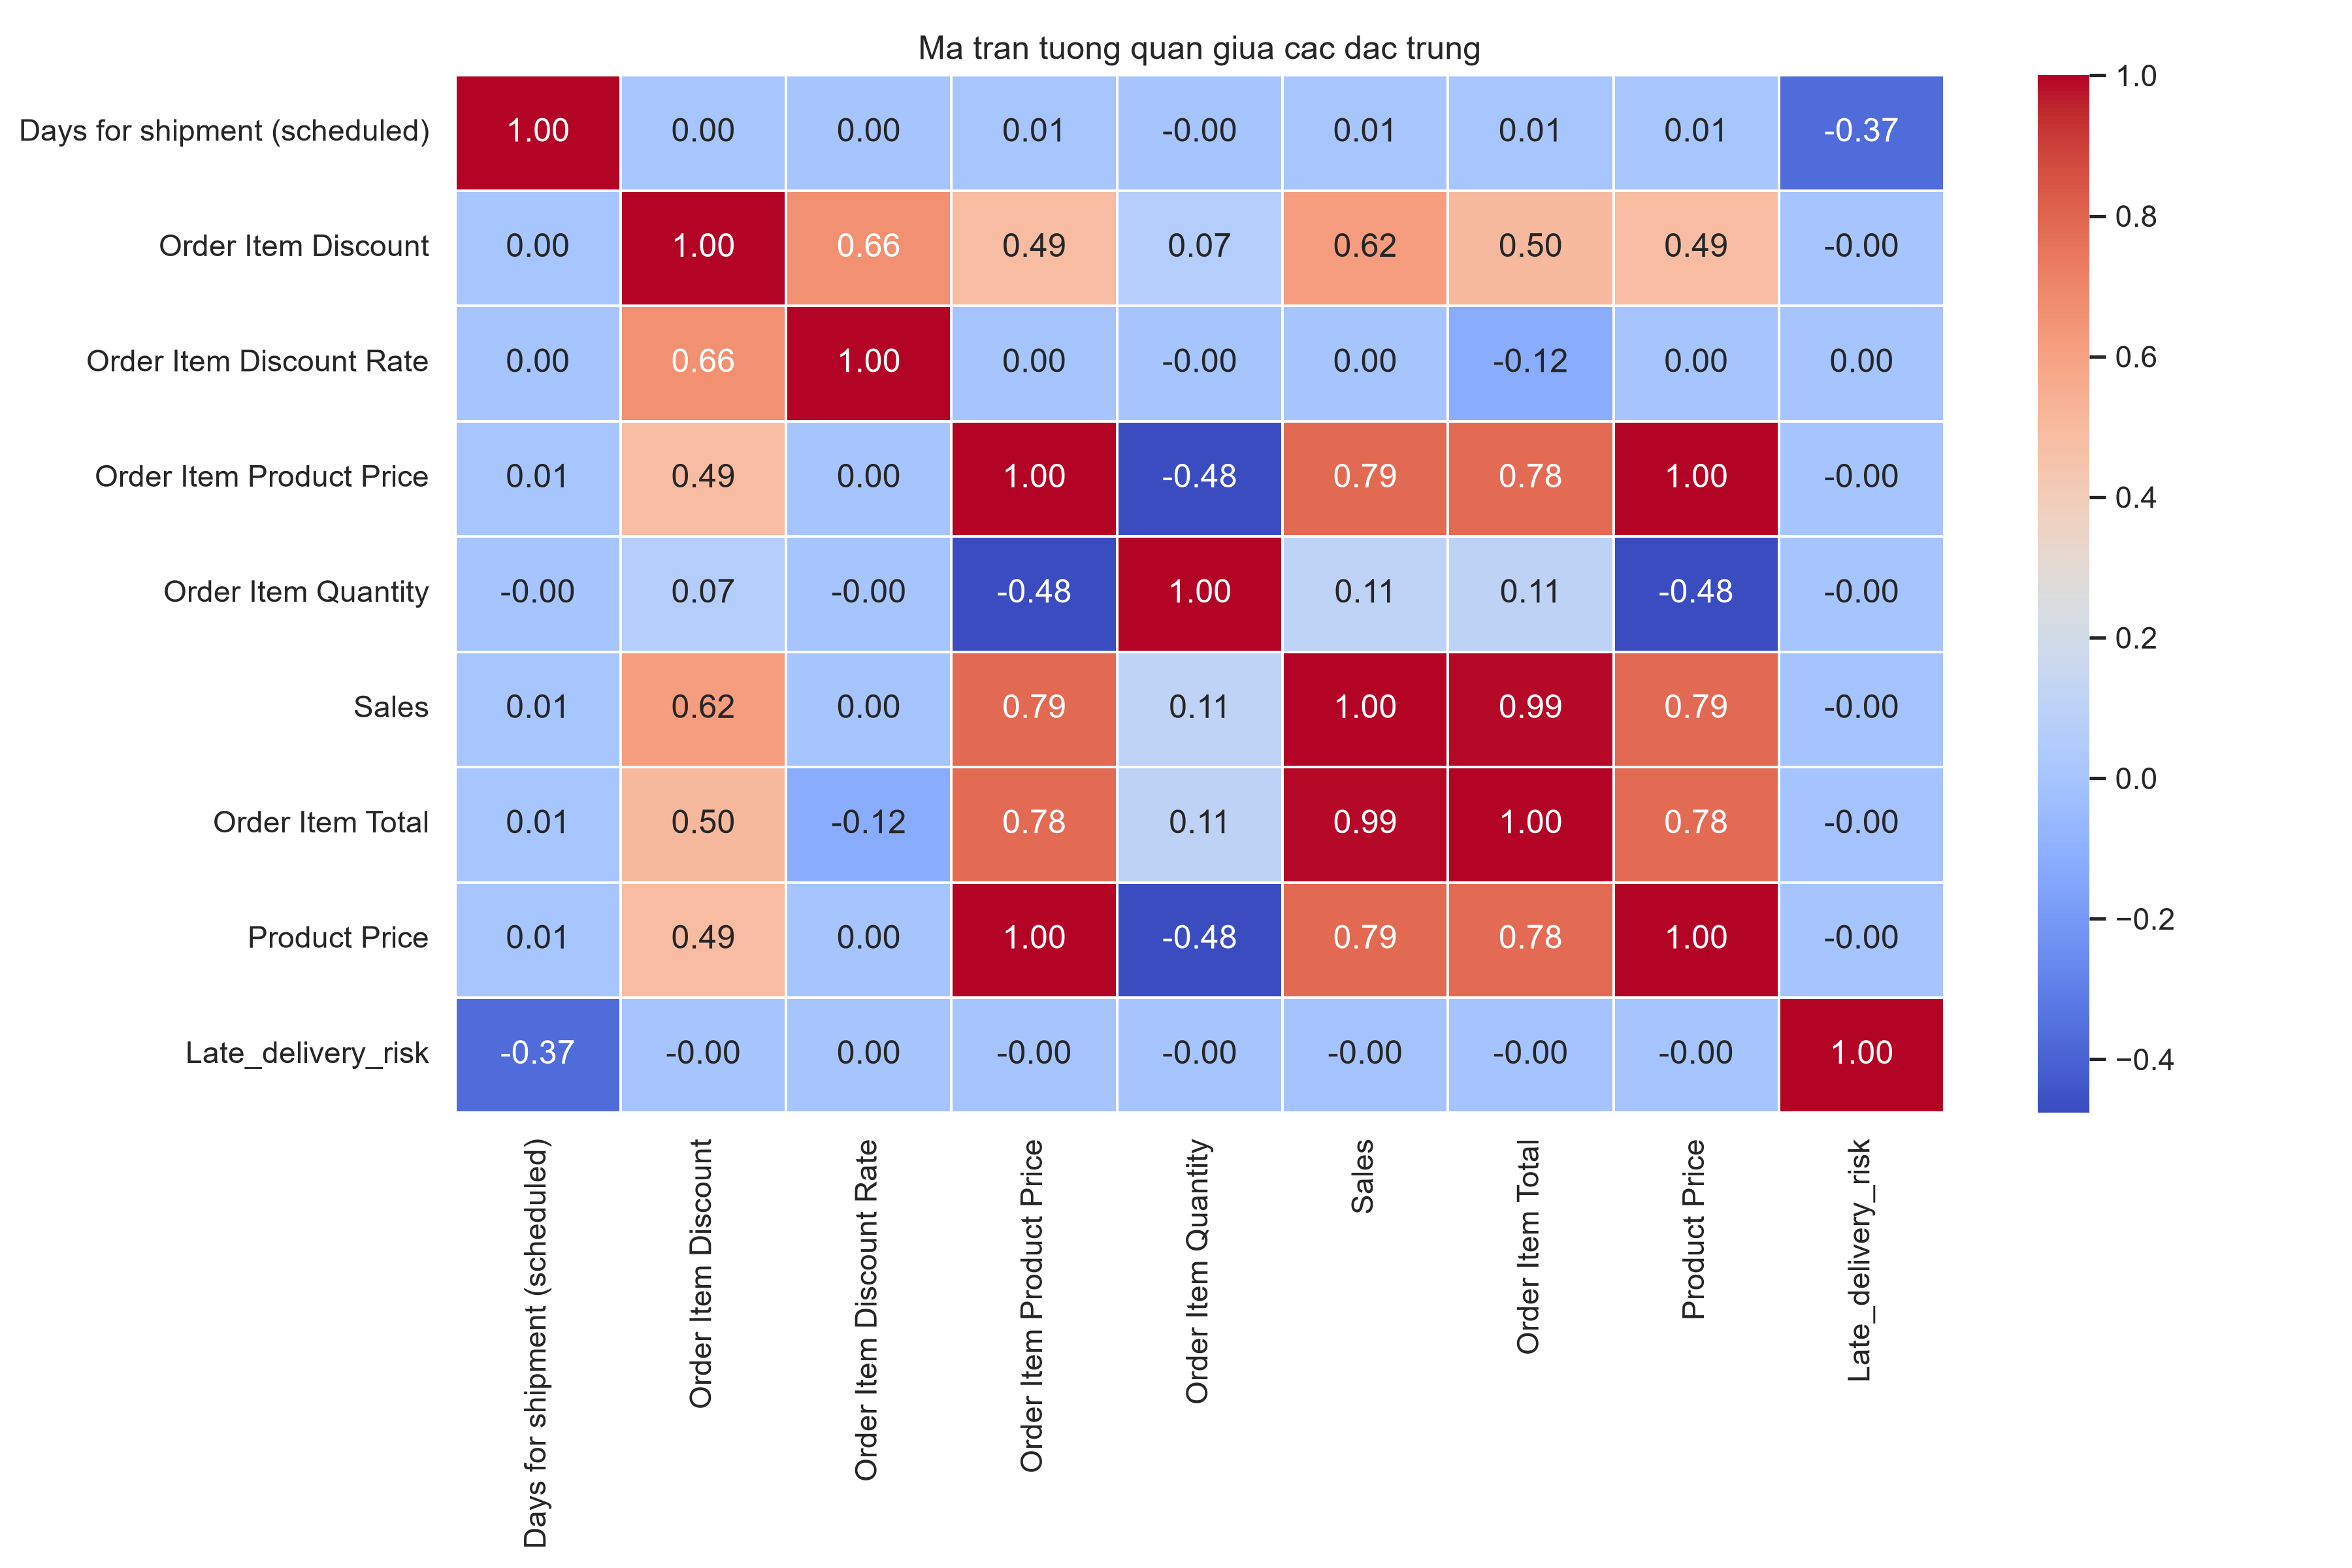 Ma tran tuong quan giua cac dac trung
Days for shipment (scheduled) 1.00 0.00 0.00 0.01 -0.00 0.01 0.01 0.01 -0.37
Order Item Discount 0.00 1.00 0.66 0.49 0.07 0.62 0.50 0.49 -0.00
Order Item Discount Rate 0.00 0.66 1.00 0.00 -0.00 0.00 -0.12 0.00 0.00
Order Item Product Price 0.01 0.49 0.00 1.00 -0.48 0.79 0.78 1.00 -0.00
Order Item Quantity -0.00 0.07 -0.00 -0.48 1.00 0.11 0.11 -0.48 -0.00
Sales 0.01 0.62 0.00 0.79 0.11 1.00 0.99 0.79 -0.00
Order Item Total 0.01 0.50 -0.12 0.78 0.11 0.99 1.00 0.78 -0.00
Product Price 0.01 0.49 0.00 1.00 -0.48 0.79 0.78 1.00 -0.00
Late_delivery_risk -0.37 -0.00 0.00 -0.00 -0.00 -0.00 -0.00 -0.00 1.00
Days for shipment (scheduled)
Order Item Discount
Order Item Discount Rate
Order Item Product Price
Order Item Quantity
Sales
Order Item Total
Product Price
Late_delivery_risk
1.0
0.8
0.6
0.4
0.2
0.0
−0.2
−0.4